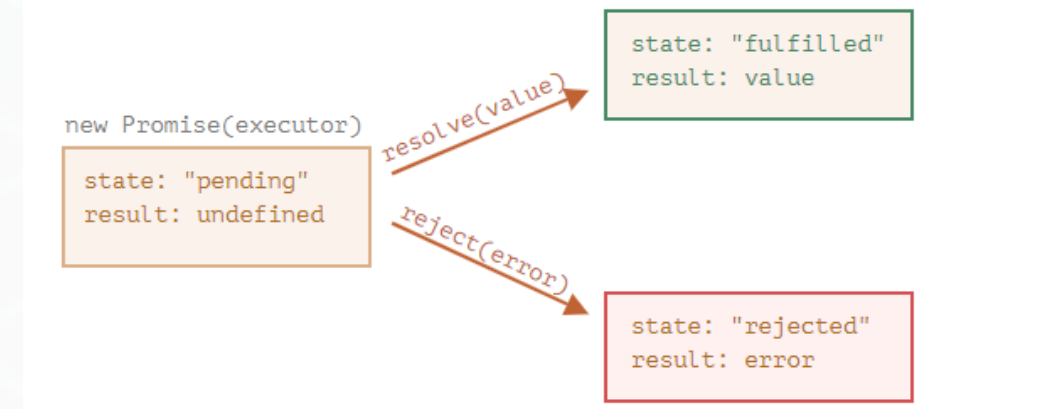 new Promise(executor)
state: "pending"
result: undefined
resolve(value)
reject(error)
state: "fulfilled"
result: value
state: "rejected"
result: error